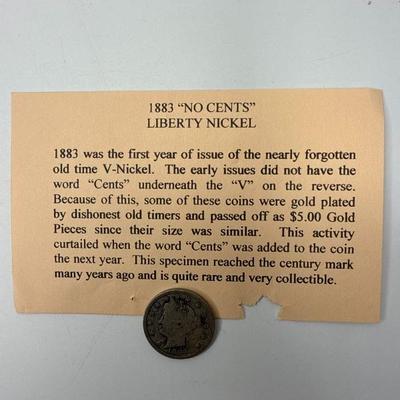 1883 “NO CENTS”
LIBERTY NICKEL
1883 was the first year of issue of the nearly forgotten
old time V-Nickel. The early issues did not have the
word “Cents” underneath the “V” on the reverse.
Because of this, some of these coins were gold plated
by dishonest old timers and passed off as $5.00 Gold
Pieces since their size was similar. This activity
curtailed when the word “Cents” was added to the coin
the next year. This specimen reached the century mark
many years ago and is quite rare and very collectible.